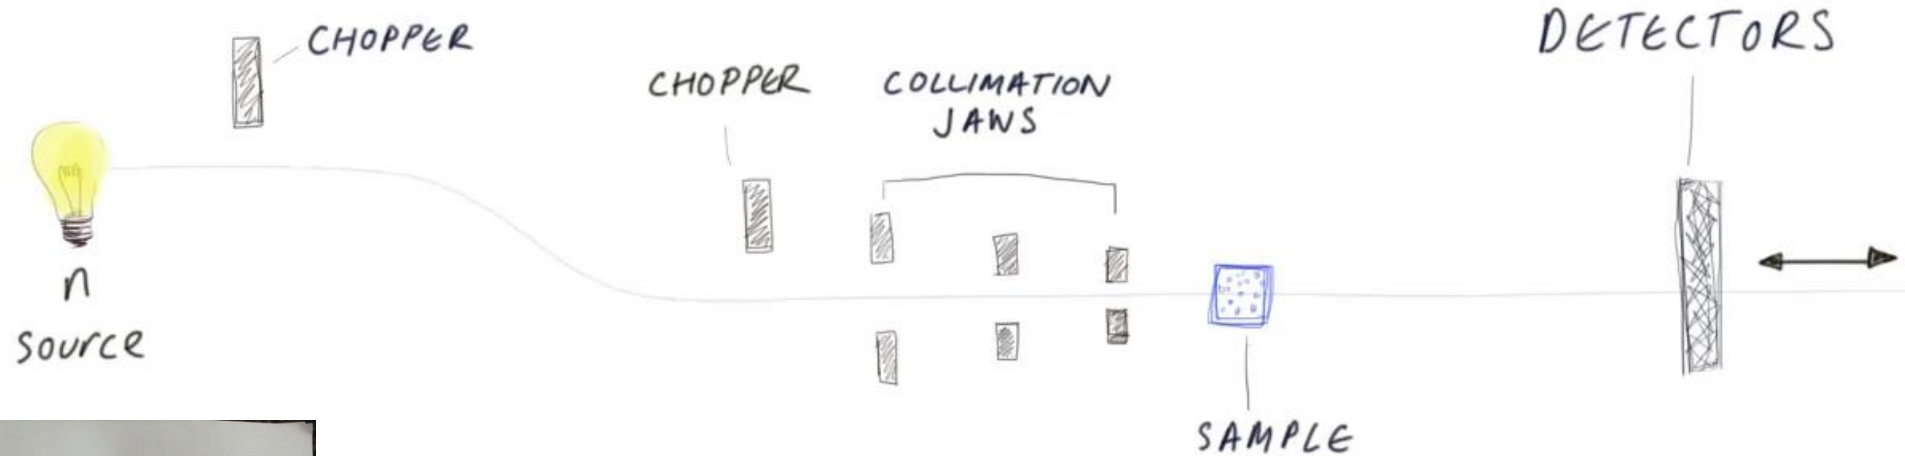 CHOPPER
CHOPPER
COLLIMATION
JAWS
DETECTORS
n
source
SAMPLE